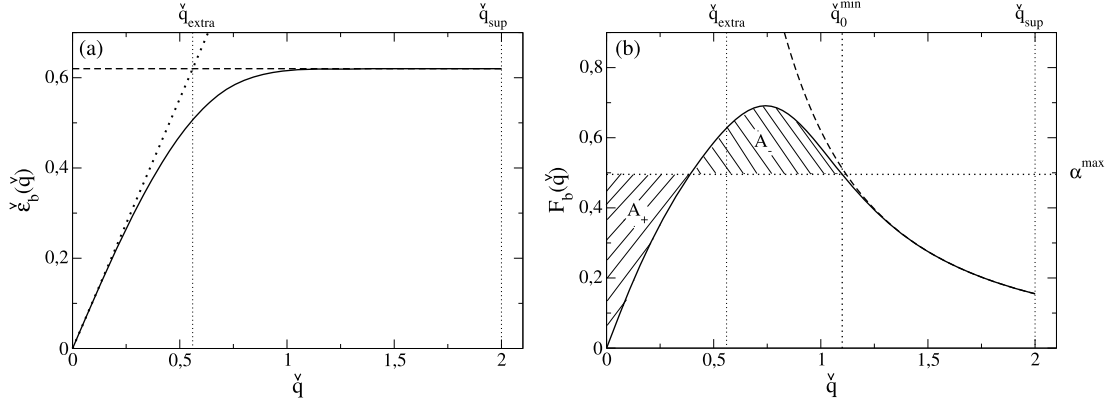 q̌extra q̌sup
(a)
0,6
0,4
0,2
0
0 0,5 1 1,5 2
ε̌b(q̌)
q̌
q̌extra q̌0min q̌sup
(b)
0,8
0,6
0,4
0,2
0
0 0,5 1 1,5 2
Fb(q̌)
q̌
A-
A+
αmax